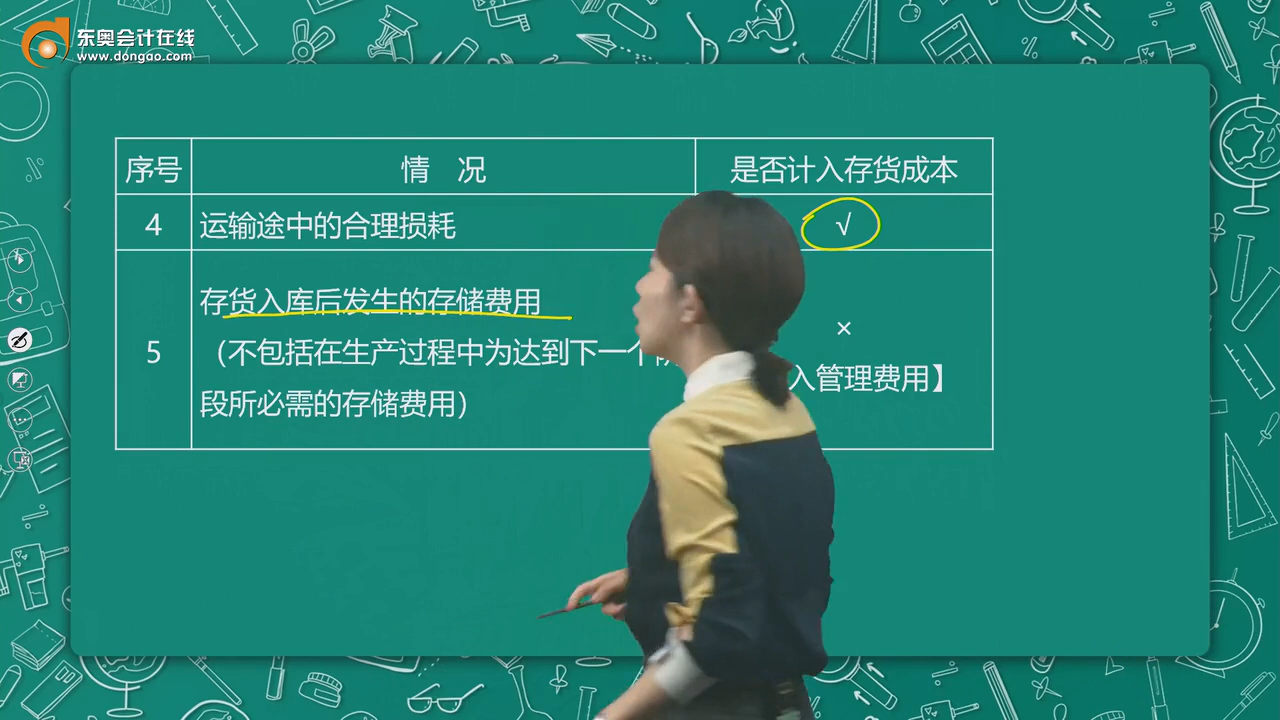 东奥会计在线
www.dongao.com
序号
情 况
是否计入存货成本
4
运输途中的合理损耗
√
5
存货入库后发生的存储费用
（不包括在生产过程中为达到下一个
段所必需的存储费用）
×
入管理费用】